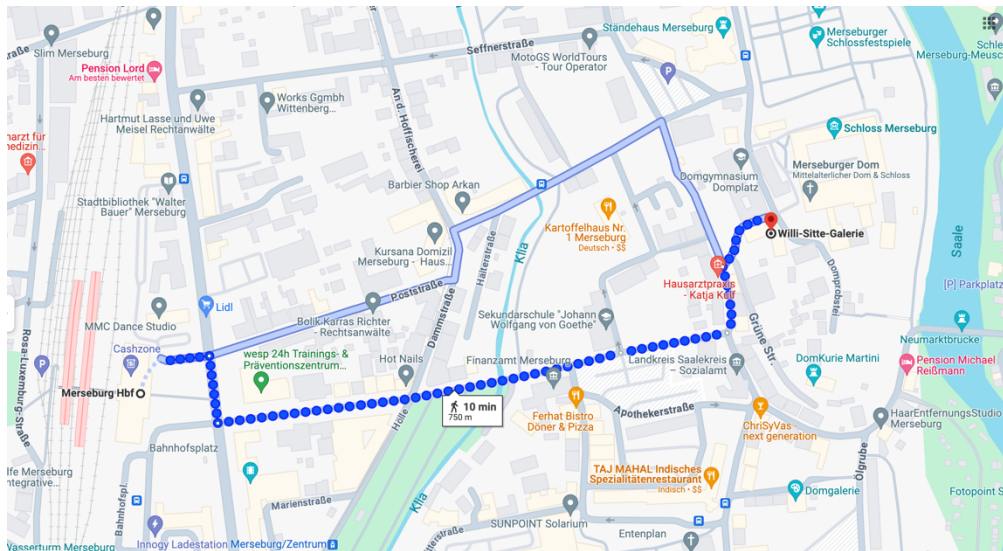 Slim Merseburg
Pension Lord
Am besten bewertet
Hartmut Lasse und Uwe
Meisel Rechtanwälte
Works Ggmbh
Wittenberg...
An d. Hoffischerei
Seffnerstraße
MotoGS WorldTours
- Tour Operator
Ständehaus Merseburg
Merseburger
Schlossfestspiele
Merseburg-Meusch
P
Schloss Merseburg
Merseburger Dom
Mittelalterlicher Dom & Schloss
Domgymnasium
Domplatz
Stadtbibliothek "Walter
Bauer" Merseburg
Barbier Shop Arkan
Kartoffelhaus Nr.
1 Merseburg
Deutsch • $$
Willi-Sitte-Galerie
Kursana Domizil
Merseburg - Haus...
Hälterstraße
Klia
Saale
Domprobstei
[P] Parkplatz
Hausarztpraxis
- Katja Kulf
Poststraße
Lidl
Bolik Karras Richter
- Rechtsanwälte
Dammstraße
Sekundarschule "Johann
Wolfgang von Goethe"
Grüne Str.
Neumarktbrücke
MMC Dance Studio
Cashzone
wesp 24h Trainings- &
Präventionszentrum...
Hot Nails
Finanzamt Merseburg
Landkreis Saalekreis
– Sozialamt
DomKurie Martini
Pension Michael
Reißmann
Rosa-Luxemburg-Straße
P
Merseburg Hbf
10 min
750 m
Hölle
Ferhat Bistro
Döner & Pizza
Apothekerstraße
ChriSyVas
next generation
HaarEntfernungsStudio
Merseburg
Bahnhofsplatz
Ölgrube
Bahnhofspl.
Marienstraße
Klia
TAJ MAHAL Indisches
Spezialitätenrestaurant
Indisch • $$
Domgalerie
Fotopoint S
SUNPOINT Solarium
Entenplan
Innogy Ladestation
Merseburg/Zentrum
Wasserturm Merseburg